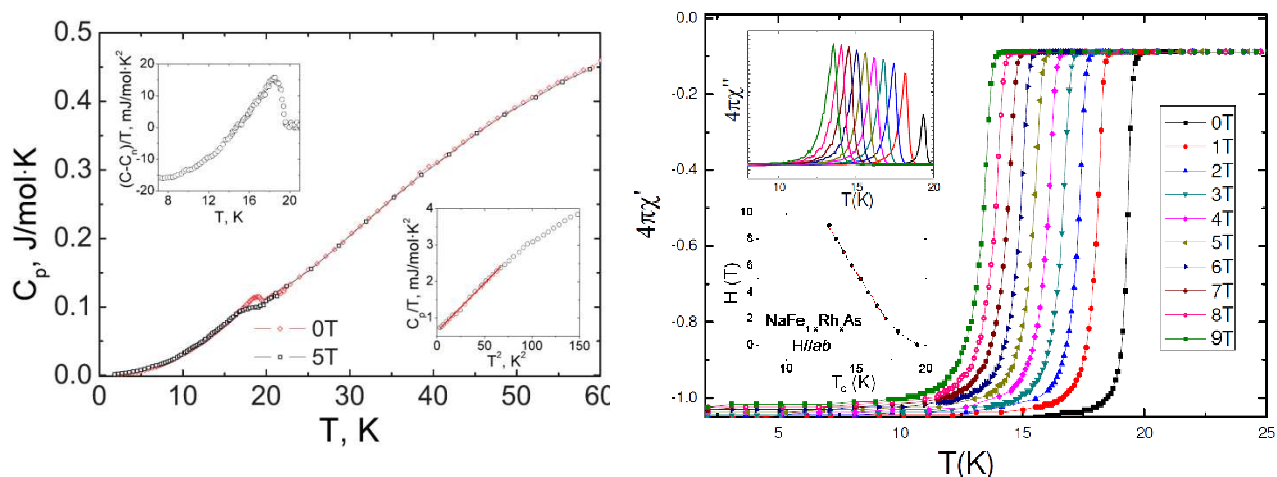 0.5
0.4
0.3
0.2
0.1
0.0
C_p, J/mol·K
0 10 20 30 40 50 60
T, K
0T
5T
20
10
0
-10
-20
(C-C_n)/T, mJ/mol·K²
8 12 16 20
T, K
4
3
2
1
C_p/T, mJ/mol·K²
0 50 100 150
T², K²
0.0
-0.1
-0.4
-0.6
-0.9
-1.0
4πχ'
5 10 15 20 25
T(K)
4πχ''
10 15 20
T(K)
10
8
6
4
2
0
H (T)
10 15 20
T_c (K)
NaFe₁₋ₓRhₓAs
H//ab
0T
1T
2T
3T
4T
5T
6T
7T
8T
9T